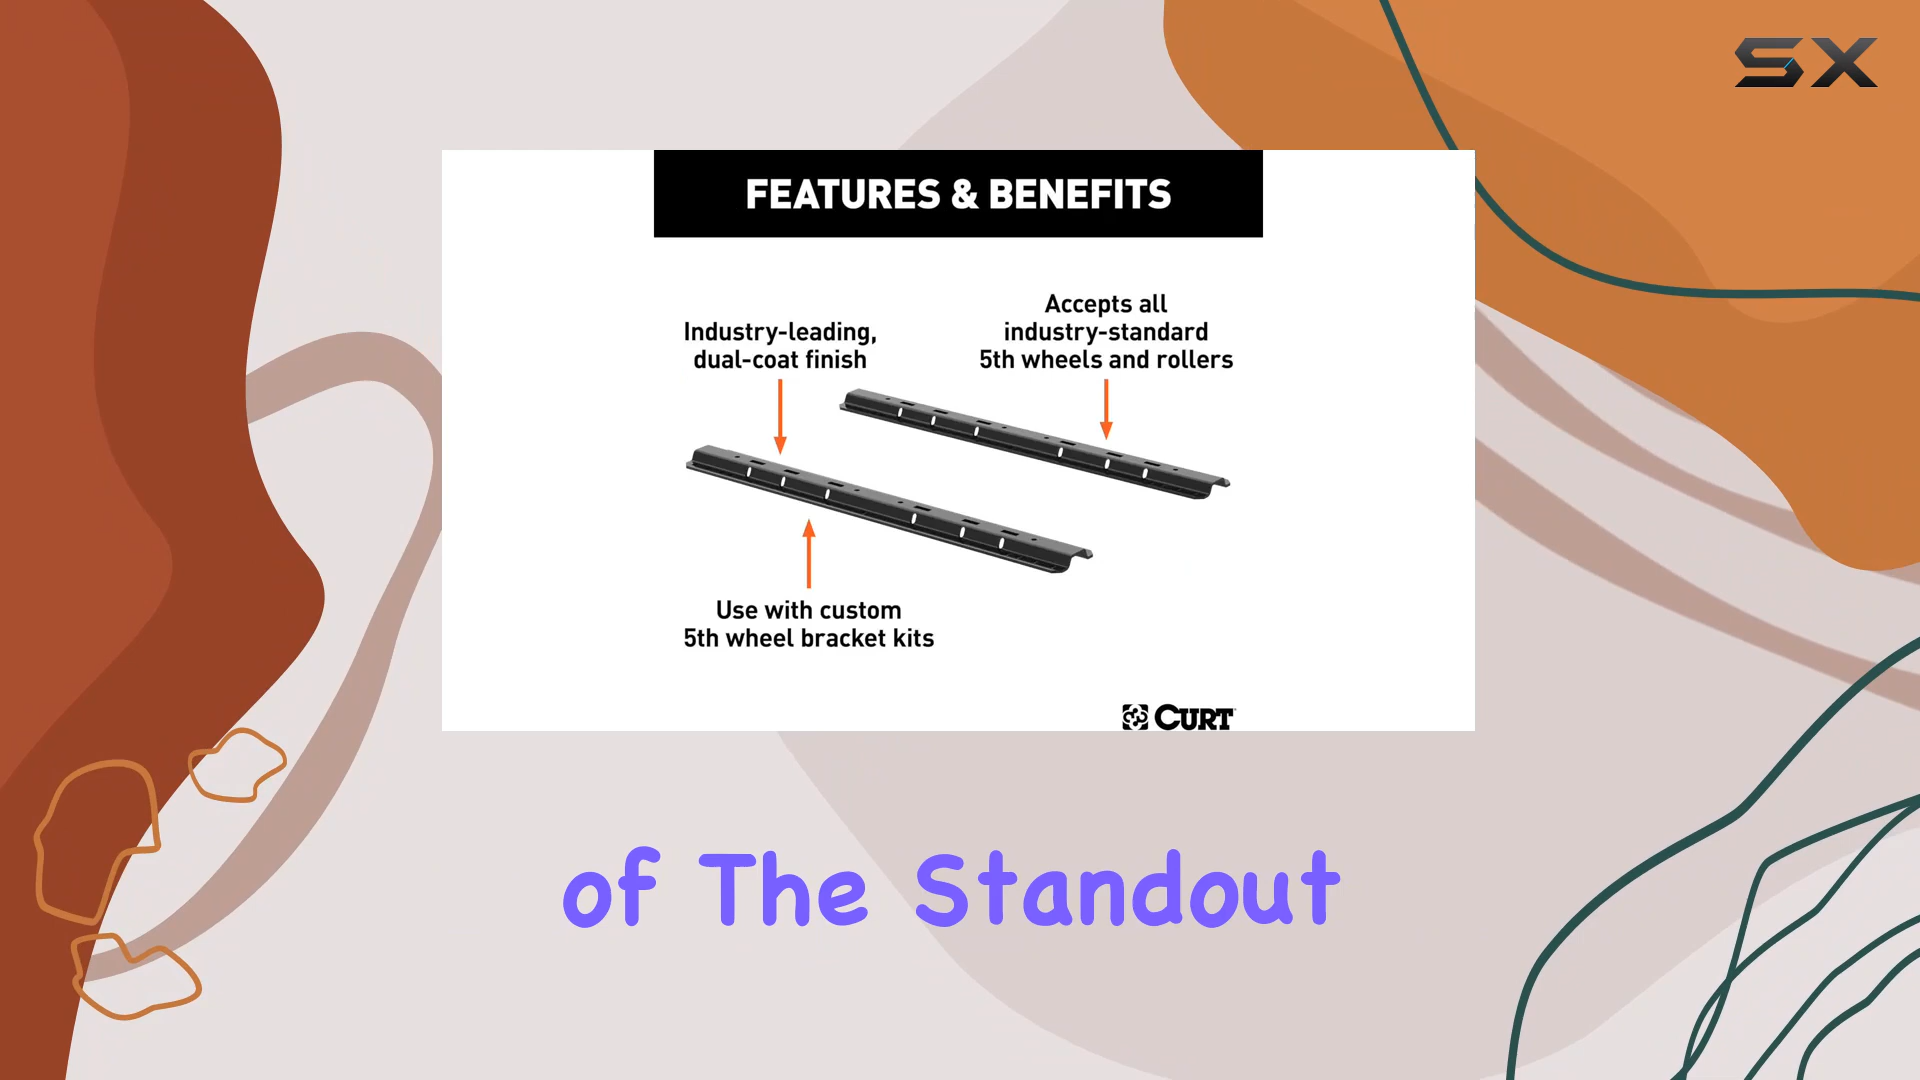 SX
FEATURES & BENEFITS
Industry-leading,
dual-coat finish
Accepts all
industry-standard
5th wheels and rollers
Use with custom
5th wheel bracket kits
CURT
of The Standout